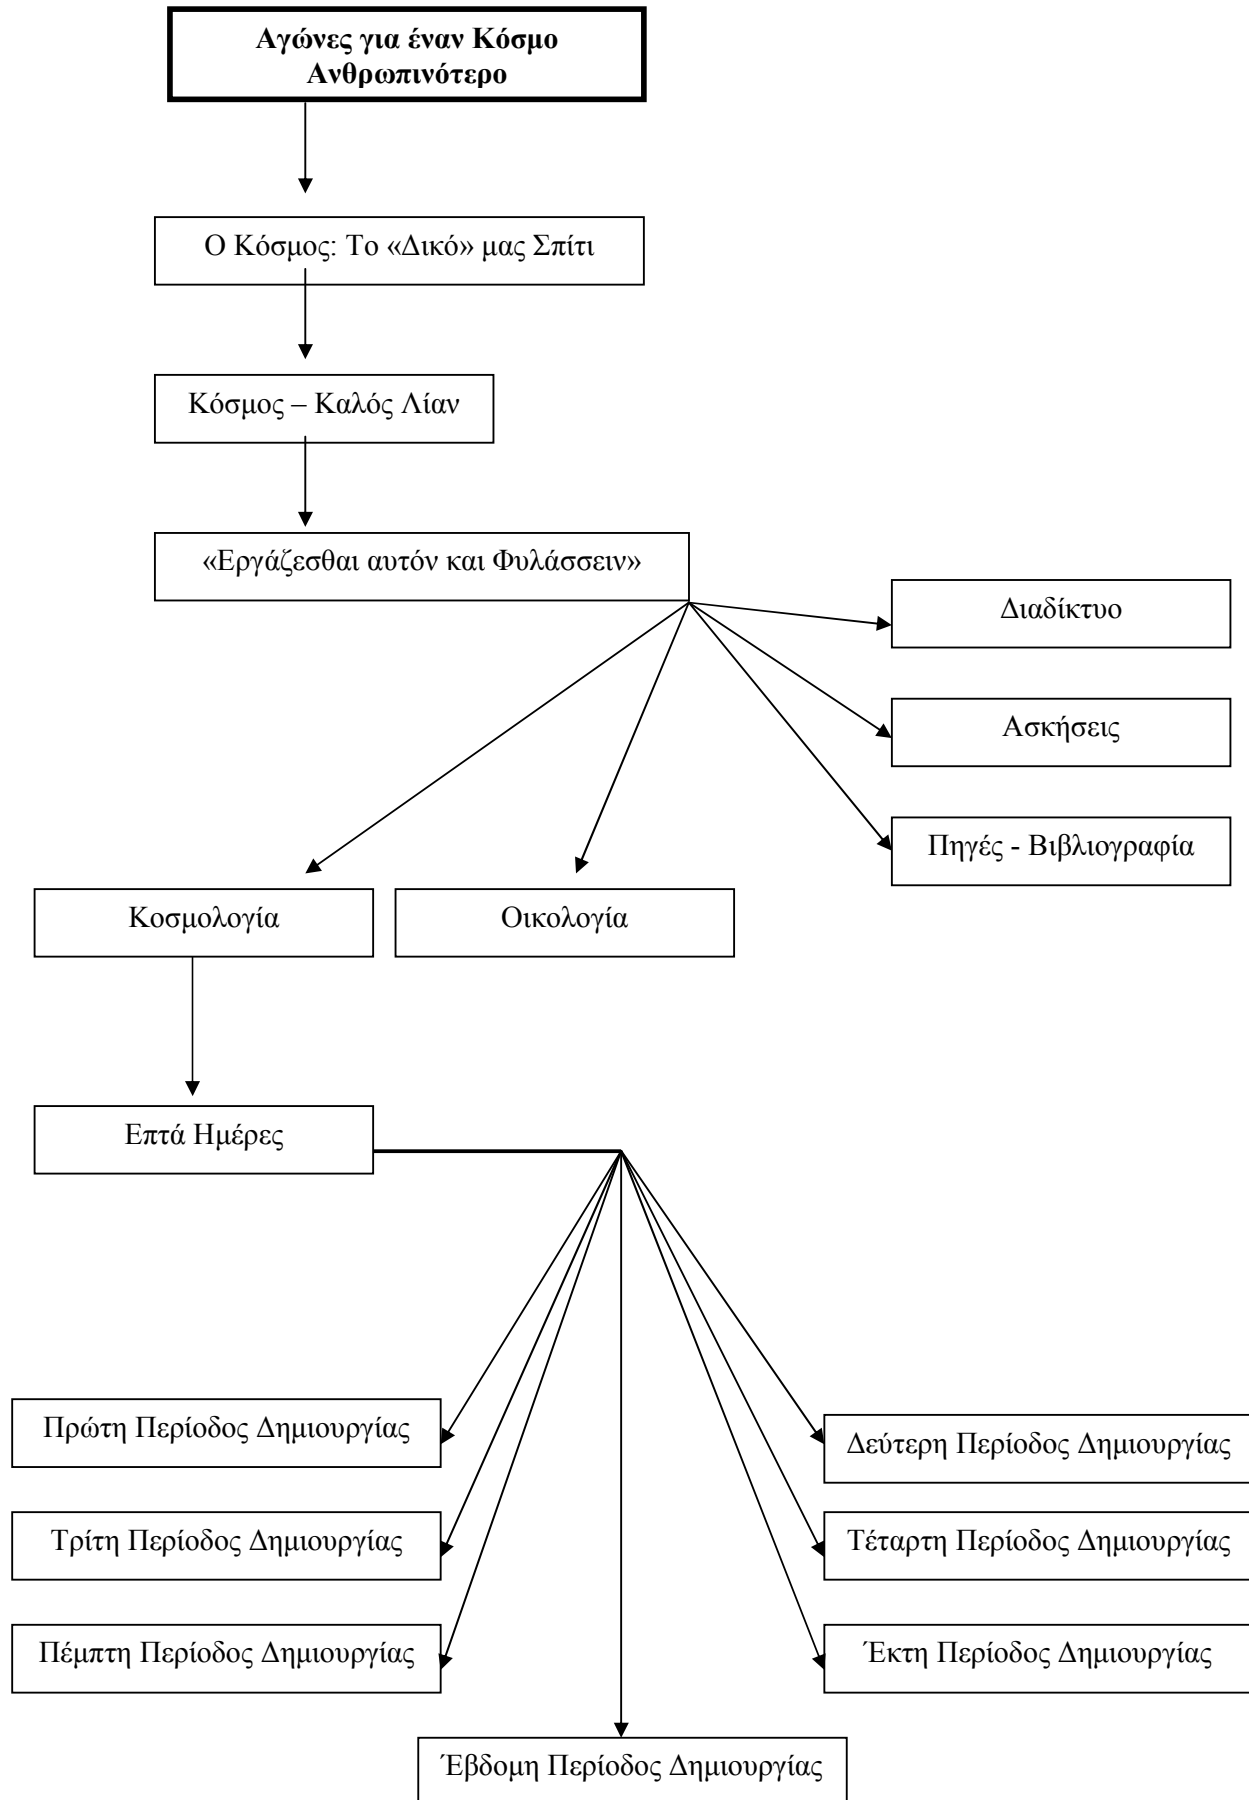 Αγώνες για έναν Κόσμο
Ανθρωπινότερο
Ο Κόσμος: Το «Δικό» μας Σπίτι
Κόσμος – Καλός Λίαν
«Εργάζεσθαι αυτόν και Φυλάσσειν»
Διαδίκτυο
Ασκήσεις
Πηγές - Βιβλιογραφία
Κοσμολογία
Οικολογία
Επτά Ημέρες
Πρώτη Περίοδος Δημιουργίας
Δεύτερη Περίοδος Δημιουργίας
Τρίτη Περίοδος Δημιουργίας
Τέταρτη Περίοδος Δημιουργίας
Πέμπτη Περίοδος Δημιουργίας
Έκτη Περίοδος Δημιουργίας
Έβδομη Περίοδος Δημιουργίας